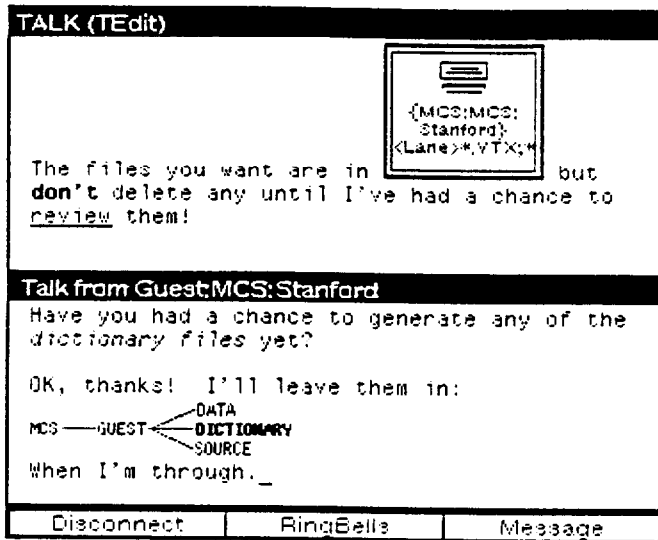 TALK (TEdit)
{MCS:MCS:
Stanford}
<Lane>*.VTX;*
The files you want are in but
don't delete any until I've had a chance to
review them!
Talk from Guest:MCS:Stanford
Have you had a chance to generate any of the
dictionary files yet?
OK, thanks! I'll leave them in:
DATA
MCS GUEST DICTIONARY
SOURCE
When I'm through._
Disconnect RingBells Message